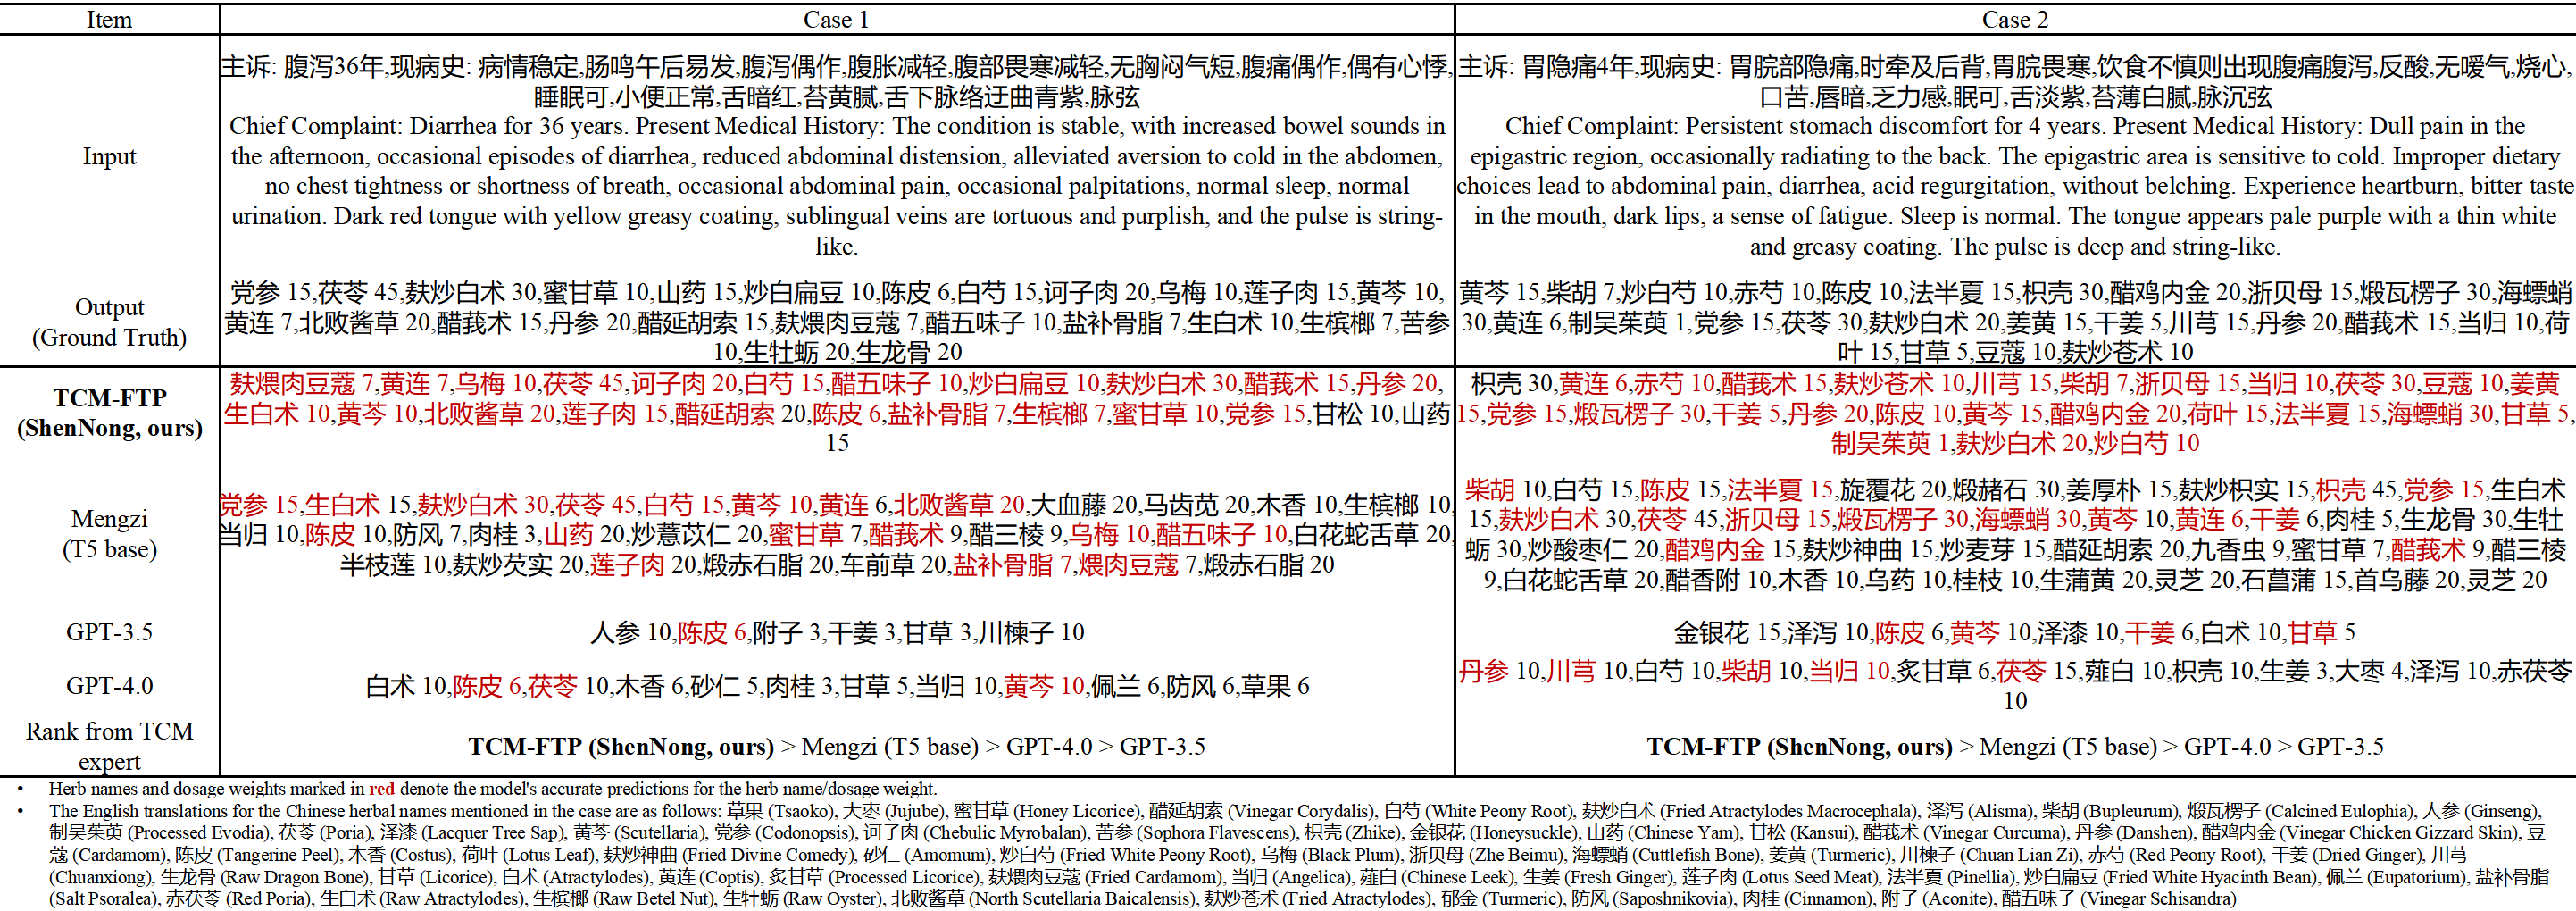 Item
Case 1
Case 2
Input
主诉: 腹泻36年,现病史: 病情稳定,肠鸣午后易发,腹泻偶作,腹胀减轻,腹部畏寒减轻,无胸闷气短,腹痛偶作,偶有心悸,
睡眠可,小便正常,舌暗红,苔黄腻,舌下脉络迂曲青紫,脉弦
Chief Complaint: Diarrhea for 36 years. Present Medical History: The condition is stable, with increased bowel sounds in
the afternoon, occasional episodes of diarrhea, reduced abdominal distension, alleviated aversion to cold in the abdomen,
no chest tightness or shortness of breath, occasional abdominal pain, occasional palpitations, normal sleep, normal
urination. Dark red tongue with yellow greasy coating, sublingual veins are tortuous and purplish, and the pulse is string-
like.
主诉: 胃隐痛4年,现病史: 胃脘部隐痛,时牵及后背,胃脘畏寒,饮食不慎则出现腹痛腹泻,反酸,无嗳气,烧心,
口苦,唇暗,乏力感,眠可,舌淡紫,苔薄白腻,脉沉弦
Chief Complaint: Persistent stomach discomfort for 4 years. Present Medical History: Dull pain in the
epigastric region, occasionally radiating to the back. The epigastric area is sensitive to cold. Improper dietary
choices lead to abdominal pain, diarrhea, acid regurgitation, without belching. Experience heartburn, bitter taste
in the mouth, dark lips, a sense of fatigue. Sleep is normal. The tongue appears pale purple with a thin white
and greasy coating. The pulse is deep and string-like.
Output
(Ground Truth)
党参 15,茯苓 45,麸炒白术 30,蜜甘草 10,山药 15,炒白扁豆 10,陈皮 6,白芍 15,诃子肉 20,乌梅 10,莲子肉 15,黄芩 10,
黄连 7,北败酱草 20,醋莪术 15,丹参 20,醋延胡索 15,麸煨肉豆蔻 7,醋五味子 10,盐补骨脂 7,生白术 10,生槟榔 7,苦参
10,生牡蛎 20,生龙骨 20
黄芩 15,柴胡 7,炒白芍 10,赤芍 10,陈皮 10,法半夏 15,枳壳 30,醋鸡内金 20,浙贝母 15,煅瓦楞子 30,海螵蛸
30,黄连 6,制吴茱萸 1,党参 15,茯苓 30,麸炒白术 20,姜黄 15,干姜 5,川芎 15,丹参 20,醋莪术 15,当归 10,荷
叶 15,甘草 5,豆蔻 10,麸炒苍术 10
TCM-FTP
(ShenNong, ours)
麸煨肉豆蔻 7,黄连 7,乌梅 10,茯苓 45,诃子肉 20,白芍 15,醋五味子 10,炒白扁豆 10,麸炒白术 30,醋莪术 15,丹参 20,
生白术 10,黄芩 10,北败酱草 20,莲子肉 15,醋延胡索 20,陈皮 6,盐补骨脂 7,生槟榔 7,蜜甘草 10,党参 15,甘松 10,山药
15
枳壳 30,黄连 6,赤芍 10,醋莪术 15,麸炒苍术 10,川芎 15,柴胡 7,浙贝母 15,当归 10,茯苓 30,豆蔻 10,姜黄
15,党参 15,煅瓦楞子 30,干姜 5,丹参 20,陈皮 10,黄芩 15,醋鸡内金 20,荷叶 15,法半夏 15,海螵蛸 30,甘草 5,
制吴茱萸 1,麸炒白术 20,炒白芍 10
Mengzi
(T5 base)
党参 15,生白术 15,麸炒白术 30,茯苓 45,白芍 15,黄芩 10,黄连 6,北败酱草 20,大血藤 20,马齿苋 20,木香 10,生槟榔 10,
当归 10,陈皮 10,防风 7,肉桂 3,山药 20,炒薏苡仁 20,蜜甘草 7,醋莪术 9,醋三棱 9,乌梅 10,醋五味子 10,白花蛇舌草 20,
半枝莲 10,麸炒芡实 20,莲子肉 20,煅赤石脂 20,车前草 20,盐补骨脂 7,煨肉豆蔻 7,煅赤石脂 20
柴胡 10,白芍 15,陈皮 15,法半夏 15,旋覆花 20,煅赭石 30,姜厚朴 15,麸炒枳实 15,枳壳 45,党参 15,生白术
15,麸炒白术 30,茯苓 45,浙贝母 15,煅瓦楞子 30,海螵蛸 30,黄芩 10,黄连 6,干姜 6,肉桂 5,生龙骨 30,生牡
蛎 30,炒酸枣仁 20,醋鸡内金 15,麸炒神曲 15,炒麦芽 15,醋延胡索 20,九香虫 9,蜜甘草 7,醋莪术 9,醋三棱
9,白花蛇舌草 20,醋香附 10,木香 10,乌药 10,桂枝 10,生蒲黄 20,灵芝 20,石菖蒲 15,首乌藤 20,灵芝 20
GPT-3.5
人参 10,陈皮 6,附子 3,干姜 3,甘草 3,川楝子 10
金银花 15,泽泻 10,陈皮 6,黄芩 10,泽漆 10,干姜 6,白术 10,甘草 5
GPT-4.0
白术 10,陈皮 6,茯苓 10,木香 6,砂仁 5,肉桂 3,甘草 5,当归 10,黄芩 10,佩兰 6,防风 6,草果 6
丹参 10,川芎 10,白芍 10,柴胡 10,当归 10,炙甘草 6,茯苓 15,薤白 10,枳壳 10,生姜 3,大枣 4,泽泻 10,赤茯苓
10
Rank from TCM
expert
TCM-FTP (ShenNong, ours) > Mengzi (T5 base) > GPT-4.0 > GPT-3.5
TCM-FTP (ShenNong, ours) > Mengzi (T5 base) > GPT-4.0 > GPT-3.5
• Herb names and dosage weights marked in red denote the model's accurate predictions for the herb name/dosage weight.
• The English translations for the Chinese herbal names mentioned in the case are as follows: 草果 (Tsaoko), 大枣 (Jujube), 蜜甘草 (Honey Licorice), 醋延胡索 (Vinegar Corydalis), 白芍 (White Peony Root), 麸炒白术 (Fried Atractylodes Macrocephala), 泽泻 (Alisma), 柴胡 (Bupleurum), 煅瓦楞子 (Calcined Eulophia), 人参 (Ginseng),
制吴茱萸 (Processed Evodia), 茯苓 (Poria), 泽漆 (Lacquer Tree Sap), 黄芩 (Scutellaria), 党参 (Codonopsis), 诃子肉 (Chebulic Myrobalan), 苦参 (Sophora Flavescens), 枳壳 (Zhike), 金银花 (Honeysuckle), 山药 (Chinese Yam), 甘松 (Kansui), 醋莪术 (Vinegar Curcuma), 丹参 (Danshen), 醋鸡内金 (Vinegar Chicken Gizzard Skin), 豆
蔻 (Cardamom), 陈皮 (Tangerine Peel), 木香 (Costus), 荷叶 (Lotus Leaf), 麸炒神曲 (Fried Divine Comedy), 砂仁 (Amomum), 炒白芍 (Fried White Peony Root), 乌梅 (Black Plum), 浙贝母 (Zhe Beimu), 海螵蛸 (Cuttlefish Bone), 姜黄 (Turmeric), 川楝子 (Chuan Lian Zi), 赤芍 (Red Peony Root), 干姜 (Dried Ginger), 川芎
(Chuanxiong), 生龙骨 (Raw Dragon Bone), 甘草 (Licorice), 白术 (Atractylodes), 黄连 (Coptis), 炙甘草 (Processed Licorice), 麸煨肉豆蔻 (Fried Cardamom), 当归 (Angelica), 薤白 (Chinese Leek), 生姜 (Fresh Ginger), 莲子肉 (Lotus Seed Meat), 法半夏 (Pinellia), 炒白扁豆 (Fried White Hyacinth Bean), 佩兰 (Eupatorium), 盐补骨脂
(Salt Psoralea), 赤茯苓 (Red Poria), 生白术 (Raw Atractylodes), 生槟榔 (Raw Betel Nut), 生牡蛎 (Raw Oyster), 北败酱草 (North Scutellaria Baicalensis), 麸炒苍术 (Fried Atractylodes), 郁金 (Turmeric), 防风 (Saposhnikovia), 肉桂 (Cinnamon), 附子 (Aconite), 醋五味子 (Vinegar Schisandra)